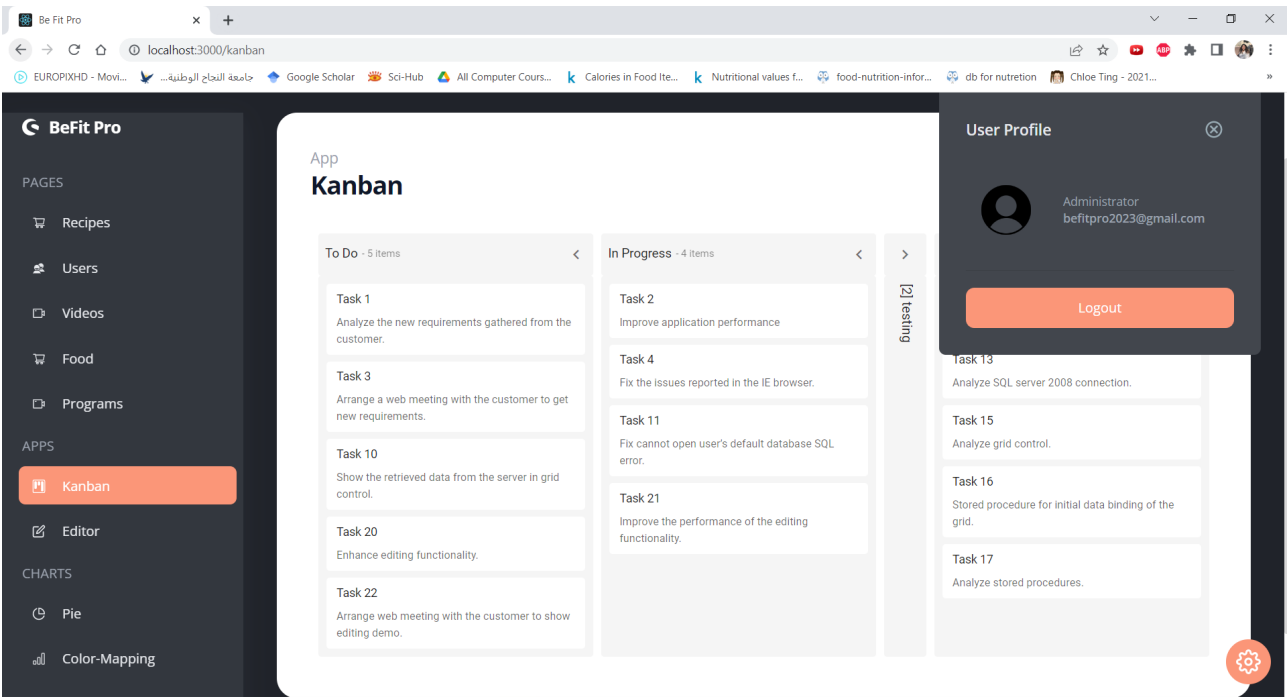 Be Fit Pro
localhost:3000/kanban
EUROPIXHD - Movi...
جامعة النجاح الوطنية...
Google Scholar
Sci-Hub
All Computer Cours...
Calories in Food Ite...
Nutritional values f...
food-nutrition-infor...
db for nutretion
Chloe Ting - 2021...
BeFit Pro
PAGES
Recipes
Users
Videos
Food
Programs
APPS
Kanban
Editor
CHARTS
Pie
Color-Mapping
App
Kanban
To Do - 5 items
Task 1
Analyze the new requirements gathered from the
customer.
Task 3
Arrange a web meeting with the customer to get
new requirements.
Task 10
Show the retrieved data from the server in grid
control.
Task 20
Enhance editing functionality.
Task 22
Arrange web meeting with the customer to show
editing demo.
In Progress - 4 items
Task 2
Improve application performance
Task 4
Fix the issues reported in the IE browser.
Task 11
Fix cannot open user's default database SQL
error.
Task 21
Improve the performance of the editing
functionality.
[2] testing
User Profile
Administrator
befitpro2023@gmail.com
Logout
Task 13
Analyze SQL server 2008 connection.
Task 15
Analyze grid control.
Task 16
Stored procedure for initial data binding of the
grid.
Task 17
Analyze stored procedures.
ABP